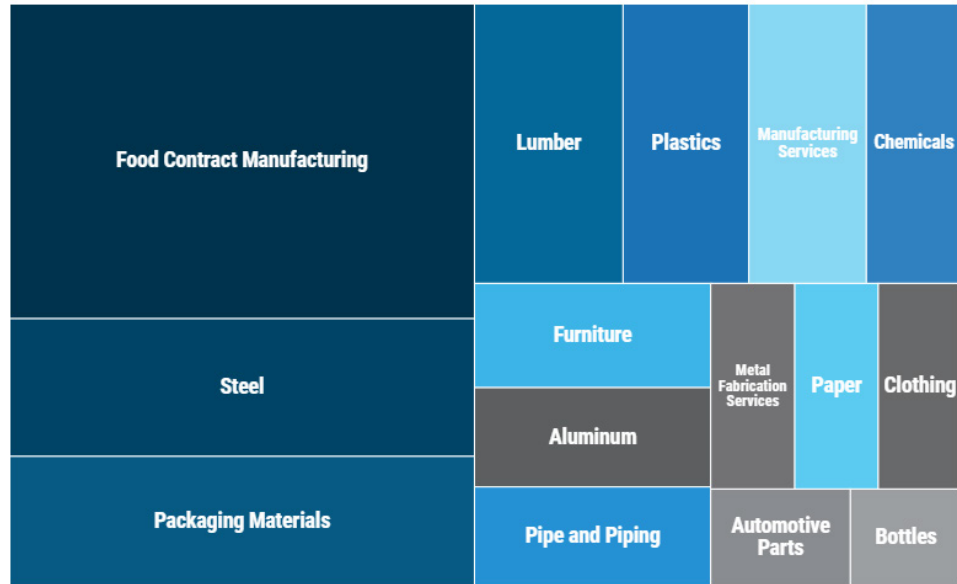 Food Contract Manufacturing
Steel
Packaging Materials
Lumber
Plastics
Manufacturing
Services
Chemicals
Furniture
Aluminum
Pipe and Piping
Metal
Fabrication
Services
Paper
Clothing
Automotive
Parts
Bottles